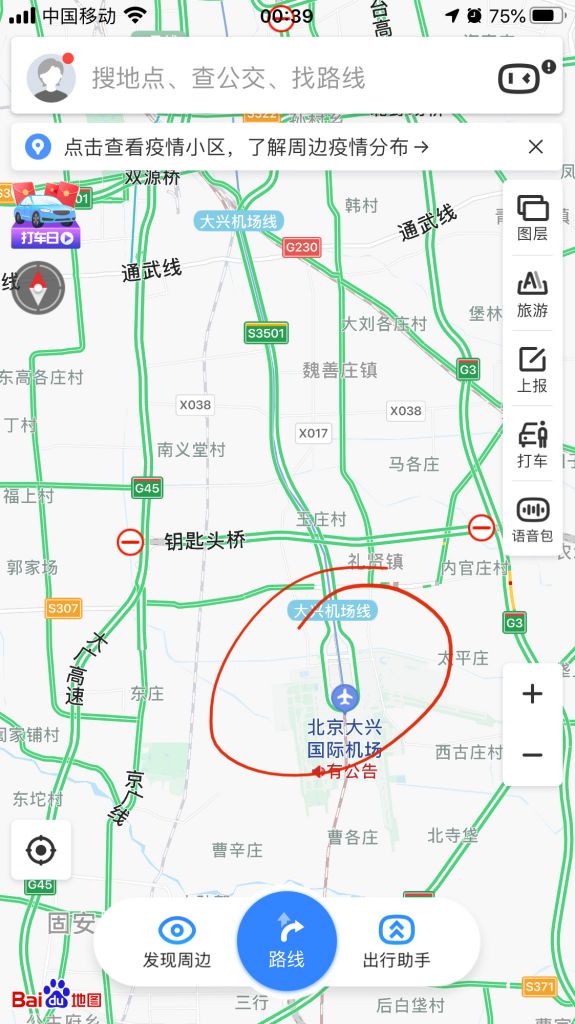 中国移动
00:39
75%
搜地点、查公交、找路线
点击查看疫情小区，了解周边疫情分布→
双源桥
韩村
大兴机场线
通武线
G230
通武线
打车日
图层
S3501
大刘各庄村
堡林
旅游
魏善庄镇
G3
东高各庄村
上报
X038
X038
丁村
X017
南义堂村
马各庄
打车
G45
福上村
王庄村
语音包
钥匙头桥
礼贤镇
郭家场
内官庄村
S307
大兴机场线
G3
大广高速
太平庄
东庄
北京大兴
国际机场
有公告
西古庄村
京广线
东坨村
曹各庄
北寺垡
曹辛庄
G45
固安
发现周边
路线
出行助手
Bai du 地图
S371
三行
后白垡村